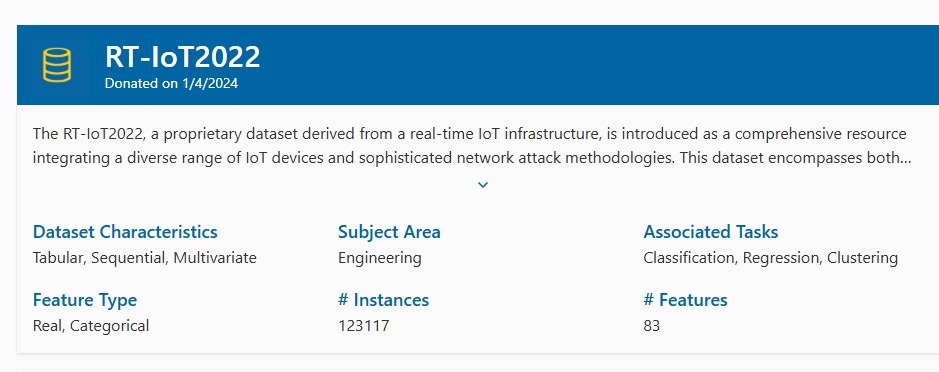 RT-IoT2022
Donated on 1/4/2024
The RT-IoT2022, a proprietary dataset derived from a real-time IoT infrastructure, is introduced as a comprehensive resource
integrating a diverse range of IoT devices and sophisticated network attack methodologies. This dataset encompasses both...
Dataset Characteristics
Tabular, Sequential, Multivariate
Subject Area
Engineering
Associated Tasks
Classification, Regression, Clustering
Feature Type
Real, Categorical
# Instances
123117
# Features
83